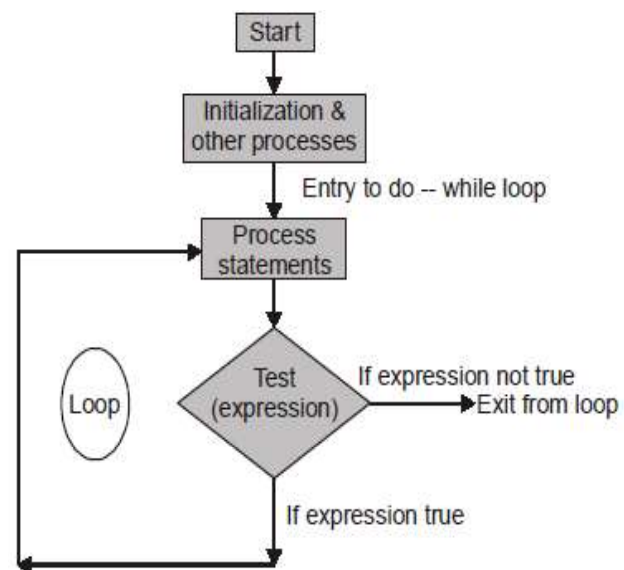 Start
Initialization &
other processes
Entry to do -- while loop
Process
statements
Test
(expression)
If expression not true
Exit from loop
Loop
If expression true